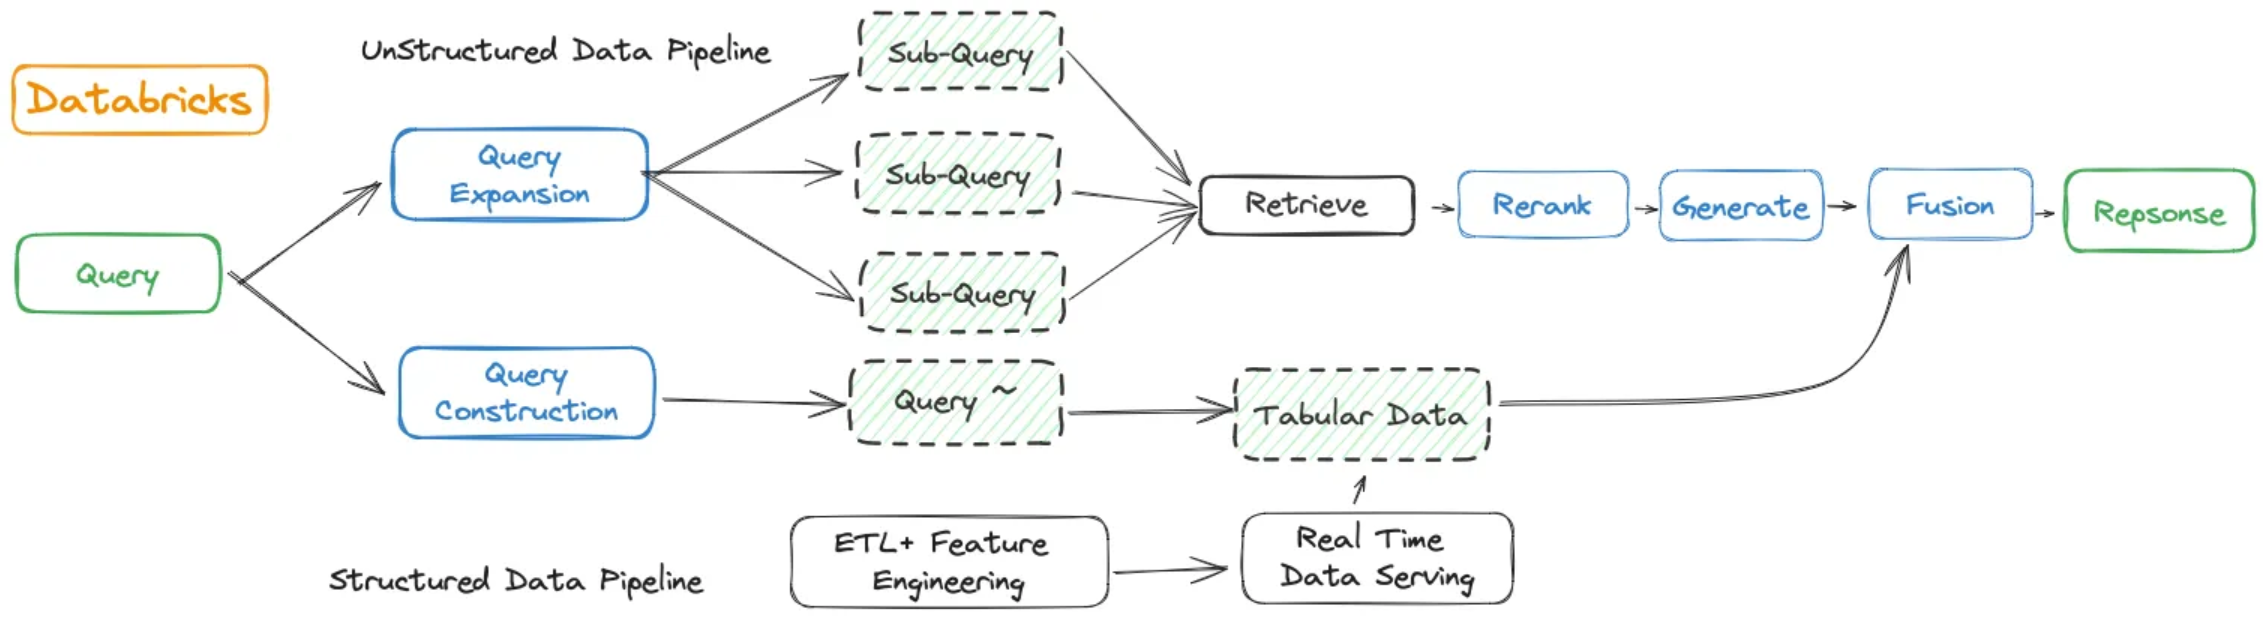 UnStructured Data Pipeline
Databricks
Sub-Query
Query
Expansion
Sub-Query
Retrieve
Rerank
Generate
Fusion
Repsonse
Query
Sub-Query
Query
Construction
Query ~
Tabular Data
ETL+ Feature
Engineering
Real Time
Data Serving
Structured Data Pipeline